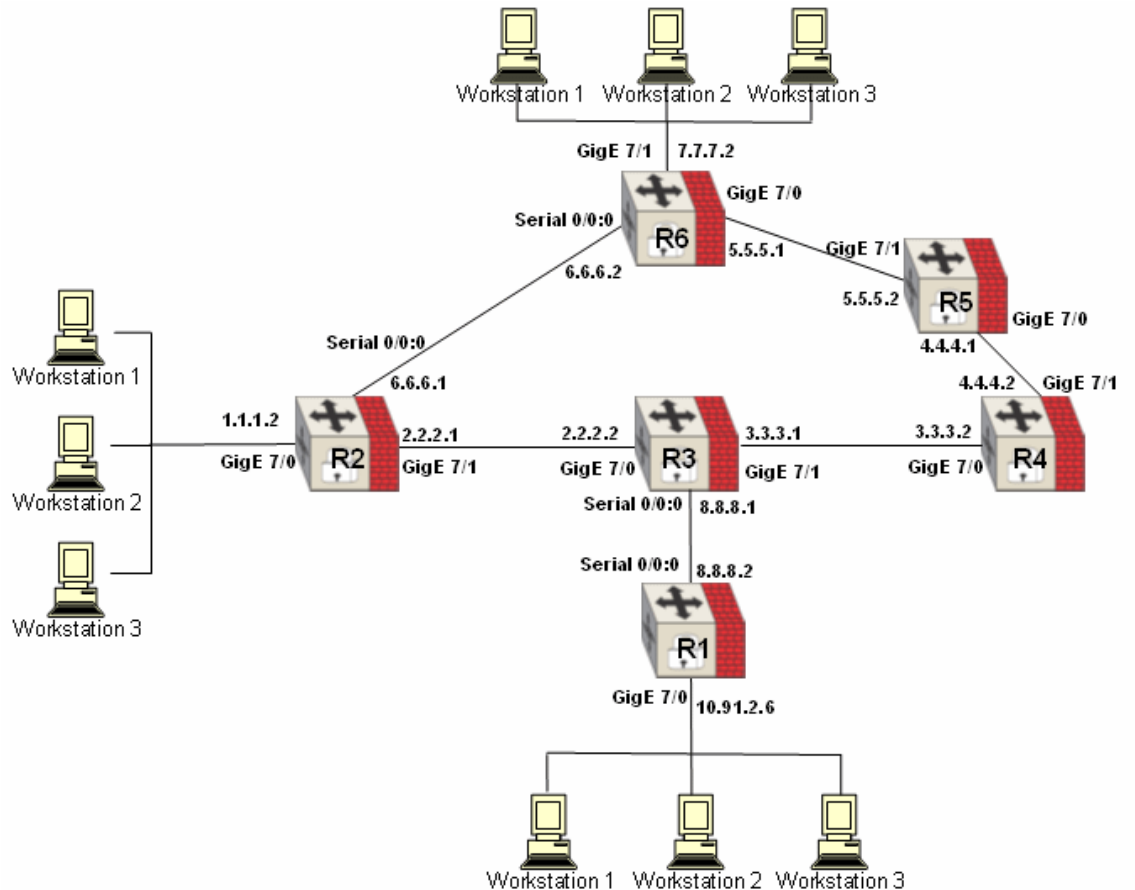 Workstation 1
Workstation 2
Workstation 3
GigE 7/1
7.7.7.2
GigE 7/0
Serial 0/0:0
R6
5.5.5.1
6.6.6.2
GigE 7/1
5.5.5.2
R5
GigE 7/0
4.4.4.1
Workstation 1
Serial 0/0:0
6.6.6.1
4.4.4.2
GigE 7/1
1.1.1.2
GigE 7/0
R2
2.2.2.1
GigE 7/1
2.2.2.2
GigE 7/0
R3
3.3.3.1
GigE 7/1
3.3.3.2
GigE 7/0
R4
Workstation 2
Serial 0/0:0
8.8.8.1
Serial 0/0:0
8.8.8.2
Workstation 3
R1
GigE 7/0
10.91.2.6
Workstation 1
Workstation 2
Workstation 3